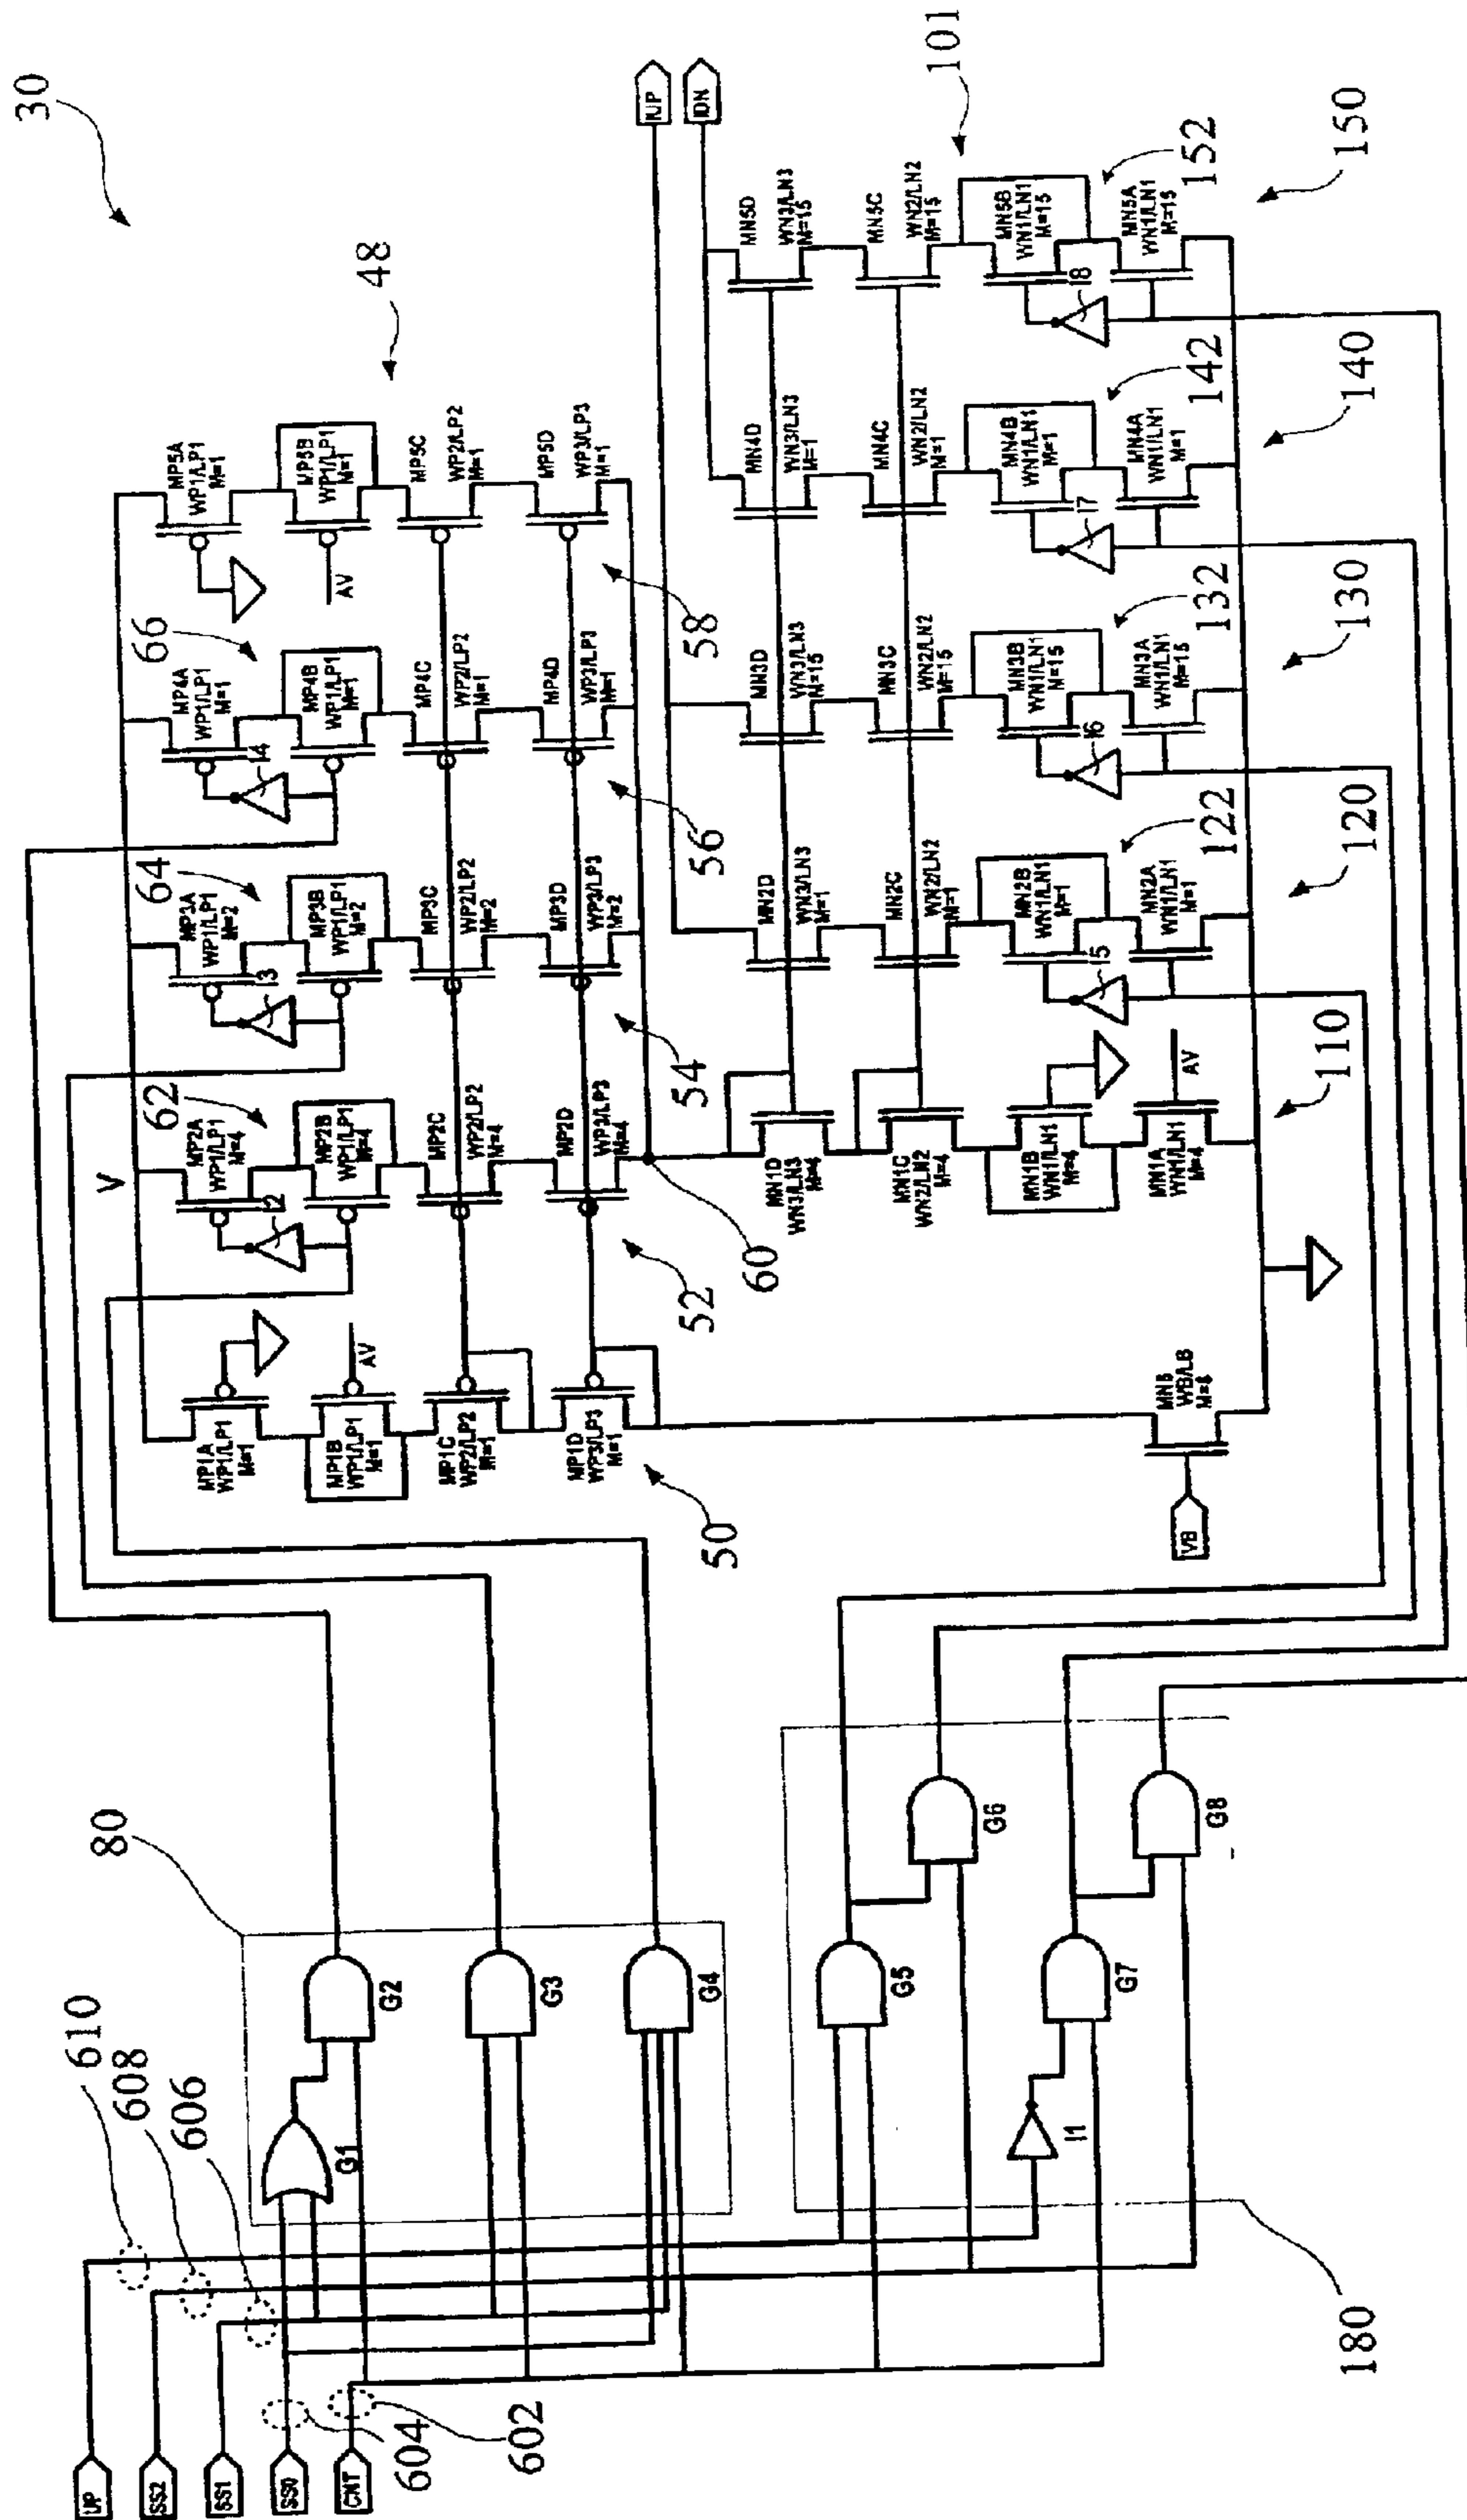 30
UP
SS2
SS1
SS0
CNT
610
608
606
604
602
80
180
G1
G2
G3
G4
G5
G6
G7
G8
I1
V
48
MP1A
WP1/LP1
M=1
MP1B
WP1/LP1
M=1
AV
MP1C
WP2/LP2
M=1
MP1D
WP3/LP3
M=1
50
62
MP2A
WP1/LP1
M=4
I2
MP2B
WP1/LP1
M=4
MP2C
WP2/LP2
M=4
MP2D
WP3/LP3
M=4
52
64
MP3A
WP1/LP1
M=2
I3
MP3B
WP1/LP1
M=2
MP3C
WP2/LP2
M=2
MP3D
WP3/LP3
M=2
54
66
MP4A
WP1/LP1
M=1
I4
MP4B
WP1/LP1
M=1
MP4C
WP2/LP2
M=1
MP4D
WP3/LP3
M=1
56
MP5A
WP1/LP1
M=1
MP5B
WP1/LP1
M=1
AV
MP5C
WP2/LP2
M=1
MP5D
WP3/LP3
M=1
58
60
IUP
IDN
101
VB
WB/LB
MN1D
WN3/LN3
M=4
MN1C
WN2/LN2
M=4
MN1B
WN1/LN1
M=4
MN1A
WN1/LN1
M=4
AV
110
MN2D
WN3/LN3
M=1
MN2C
WN2/LN2
M=1
MN2B
WN1/LN1
M=1
I5
MN2A
WN1/LN1
M=1
122
120
MN3D
WN3/LN3
M=15
MN3C
WN2/LN2
M=15
MN3B
WN1/LN1
M=15
I6
MN3A
WN1/LN1
M=15
132
130
MN4D
WN3/LN3
M=1
MN4C
WN2/LN2
M=1
MN4B
WN1/LN1
M=1
I7
MN4A
WN1/LN1
M=1
142
140
MN5D
WN3/LN3
M=15
MN5C
WN2/LN2
M=15
MN5B
WN1/LN1
M=15
I8
MN5A
WN1/LN1
M=15
152
150